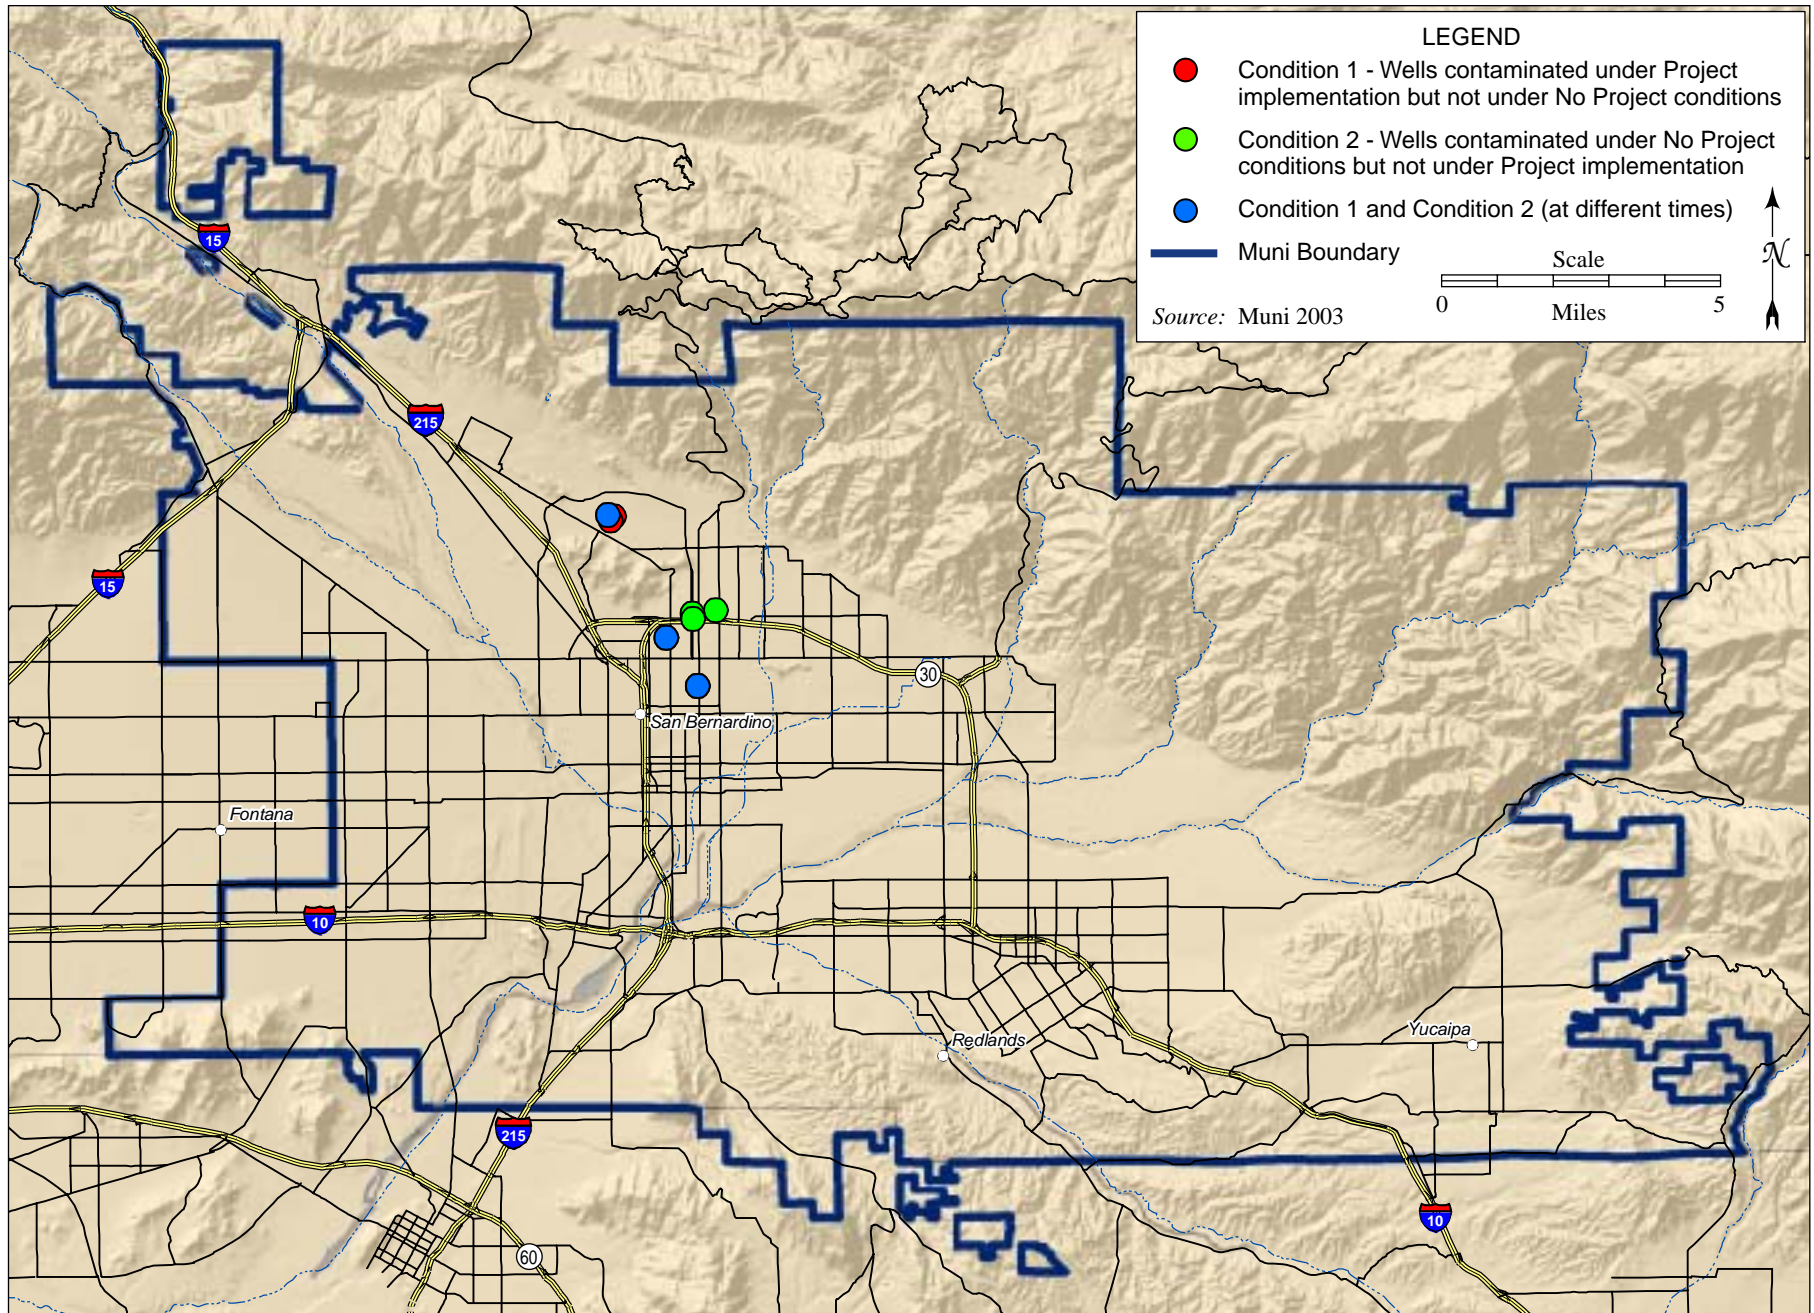 LEGEND
Condition 1 - Wells contaminated under Project
implementation but not under No Project conditions
Condition 2 - Wells contaminated under No Project
conditions but not under Project implementation
Condition 1 and Condition 2 (at different times)
Muni Boundary
Scale
0 5
Miles
N
Source: Muni 2003
15
215
15
30
San Bernardino
Fontana
10
Redlands
Yucaipa
215
10
60